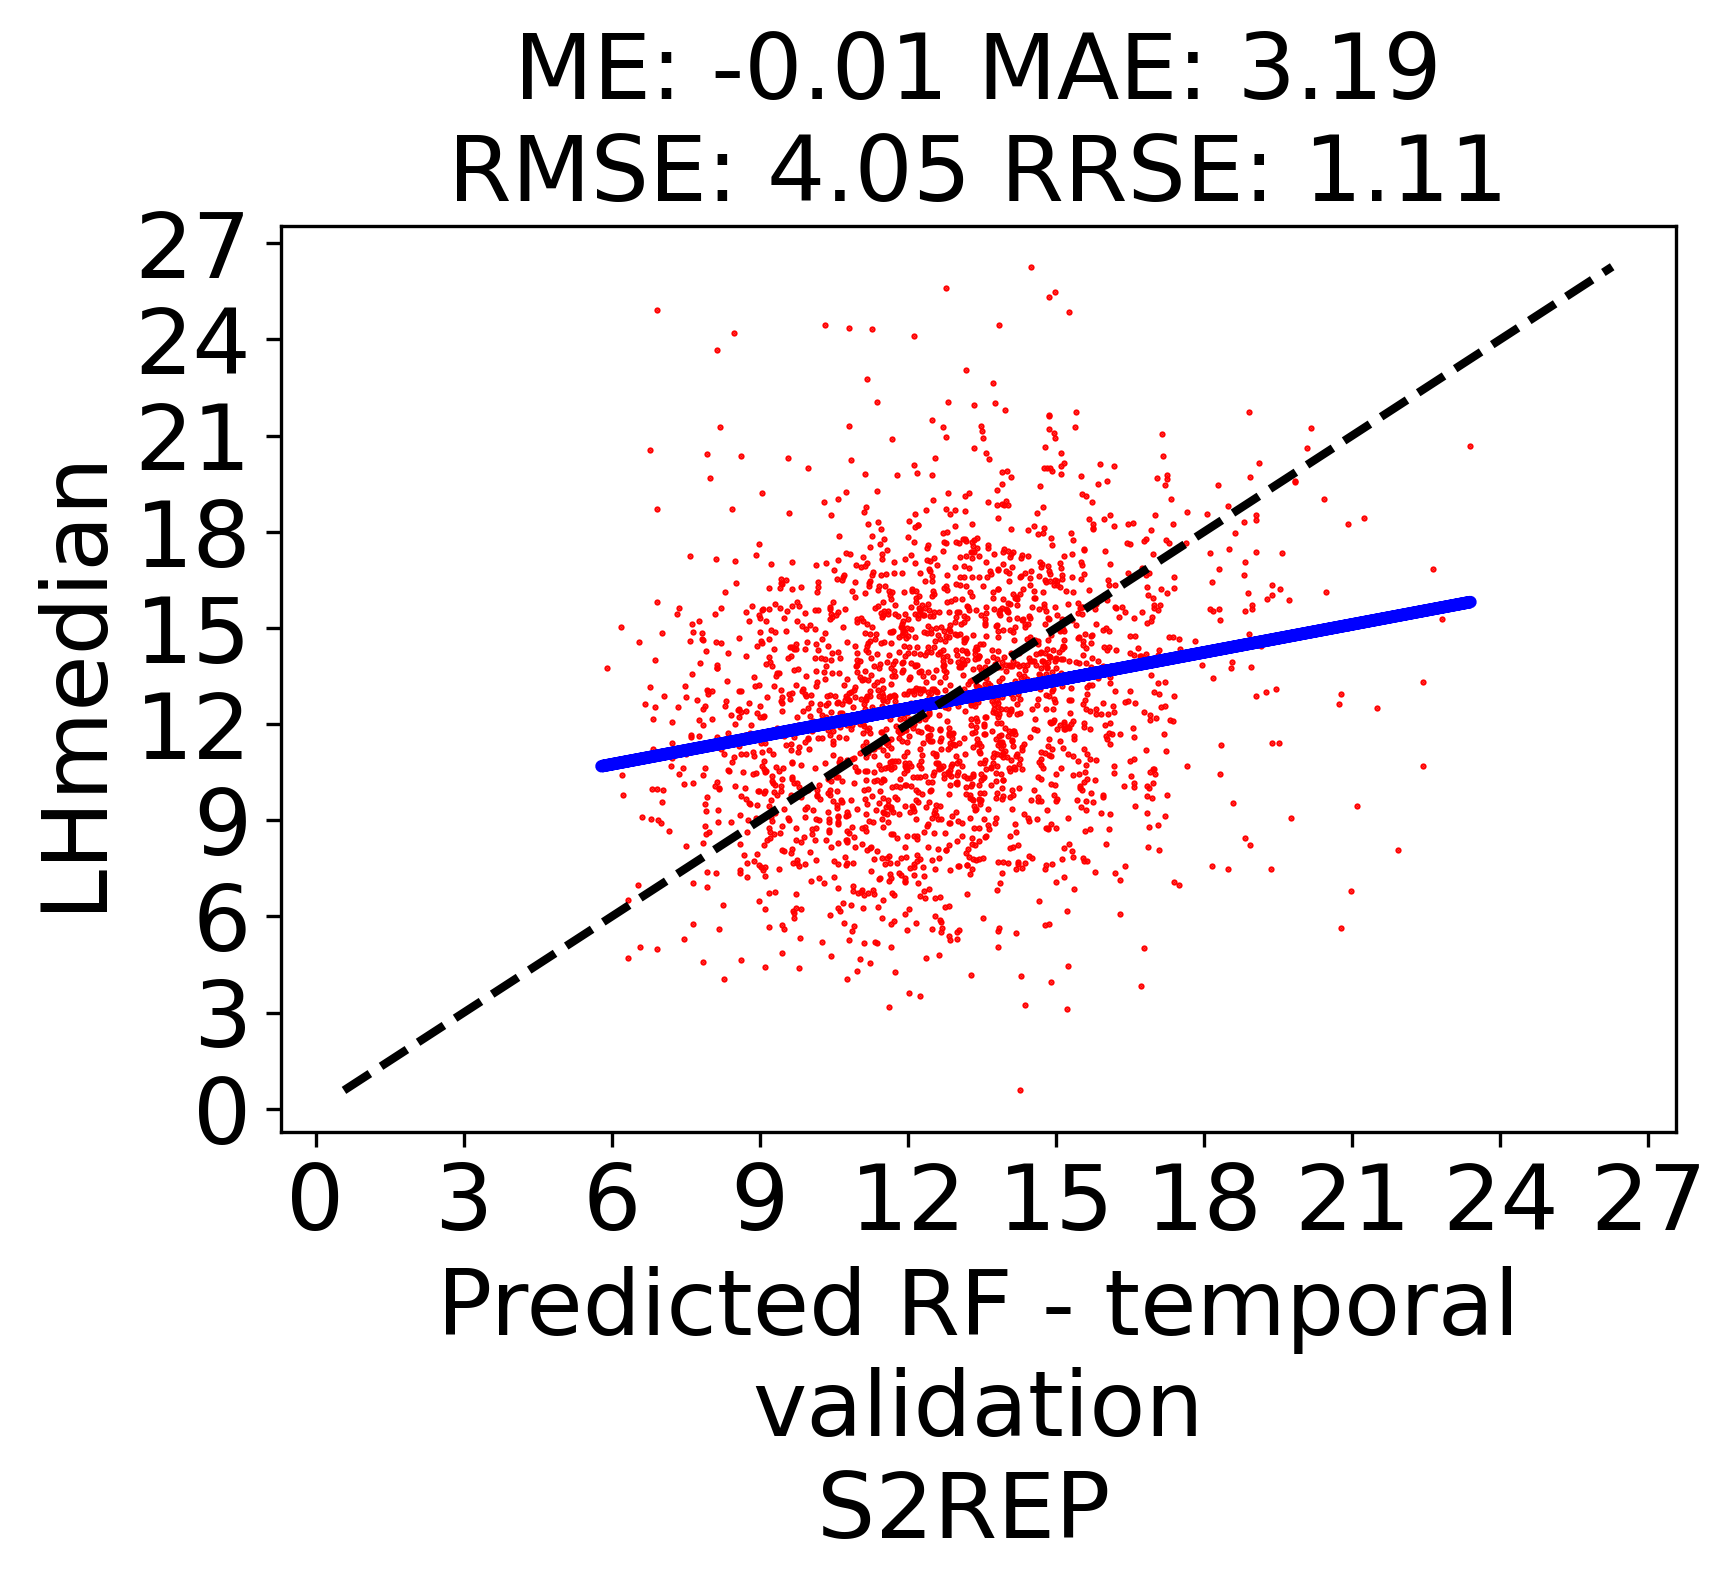 ME: -0.01 MAE: 3.19
RMSE: 4.05 RRSE: 1.11
27
24
21
18
15
12
9
6
3
0
LHmedian
0 3 6 9 12 15 18 21 24 27
Predicted RF - temporal
validation
S2REP